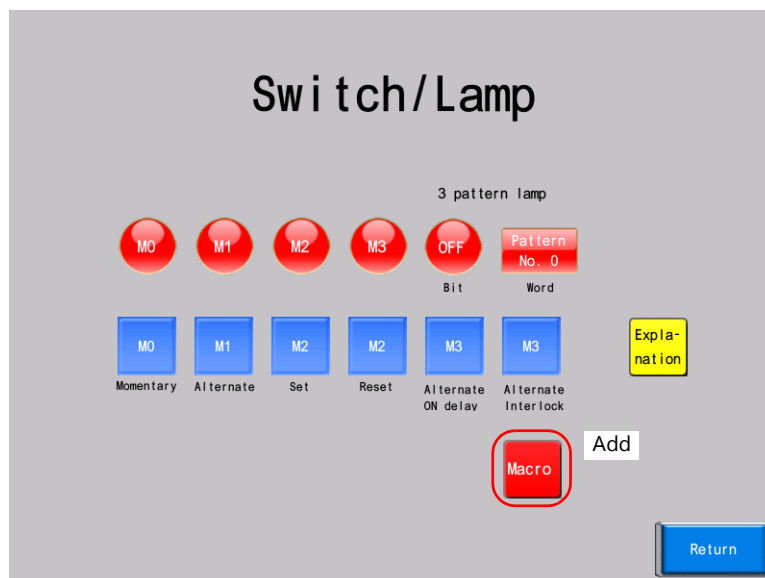 Switch/Lamp
3 pattern lamp
M0 M1 M2 M3 OFF Pattern
No. 0
Bit Word
M0 M1 M2 M2 M3 M3
Expla-
nation
Momentary Alternate Set Reset Alternate Alternate
ON delay Interlock
Macro
Add
Return